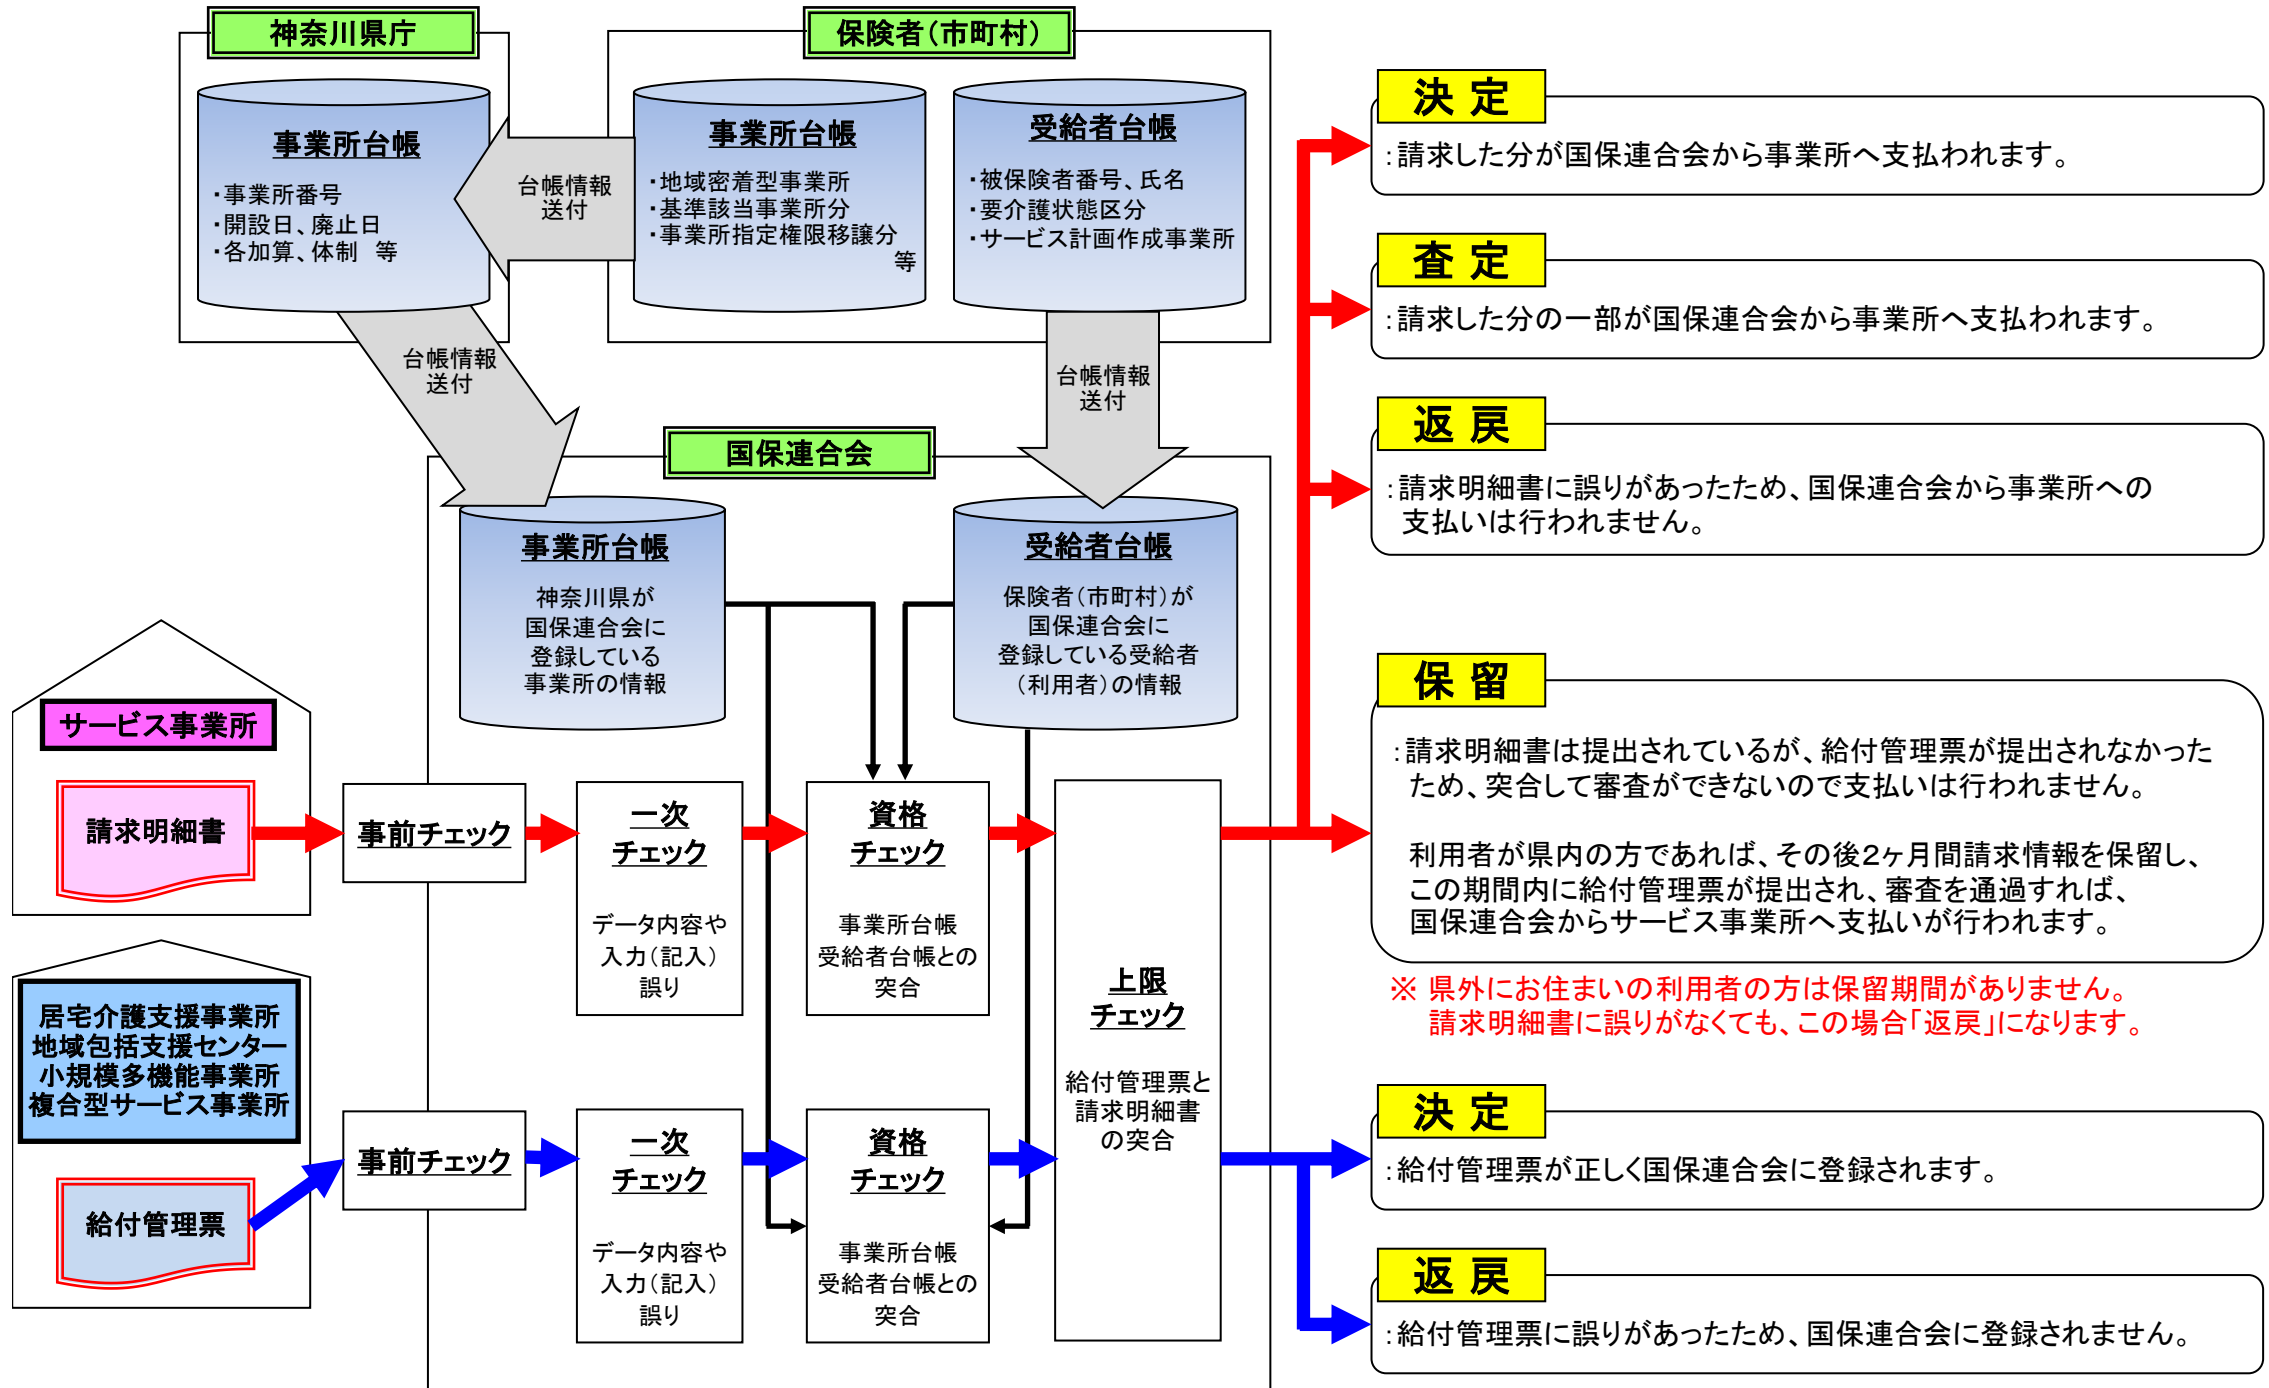 神奈川県庁
事業所台帳
・事業所番号
・開設日、廃止日
・各加算、体制　等
保険者（市町村）
事業所台帳
・地域密着型事業所
・基準該当事業所分
・事業所指定権限移譲分
等
受給者台帳
・被保険者番号、氏名
・要介護状態区分
・サービス計画作成事業所
台帳情報
送付
台帳情報
送付
台帳情報
送付
国保連合会
事業所台帳
神奈川県が
国保連合会に
登録している
事業所の情報
受給者台帳
保険者（市町村）が
国保連合会に
登録している受給者
（利用者）の情報
サービス事業所
請求明細書
事前チェック
一次
チェック
データ内容や
入力（記入）
誤り
資格
チェック
事業所台帳
受給者台帳との
突合
上限
チェック
給付管理票と
請求明細書
の突合
居宅介護支援事業所
地域包括支援センター
小規模多機能事業所
複合型サービス事業所
給付管理票
事前チェック
一次
チェック
データ内容や
入力（記入）
誤り
資格
チェック
事業所台帳
受給者台帳との
突合
決 定
：請求した分が国保連合会から事業所へ支払われます。
査 定
：請求した分の一部が国保連合会から事業所へ支払われます。
返 戻
：請求明細書に誤りがあったため、国保連合会から事業所への
支払いは行われません。
保 留
：請求明細書は提出されているが、給付管理票が提出されなかった
ため、突合して審査ができないので支払いは行われません。
利用者が県内の方であれば、その後２ヶ月間請求情報を保留し、
この期間内に給付管理票が提出され、審査を通過すれば、
国保連合会からサービス事業所へ支払いが行われます。
※ 県外にお住まいの利用者の方は保留期間がありません。
請求明細書に誤りがなくても、この場合「返戻」になります。
決 定
：給付管理票が正しく国保連合会に登録されます。
返 戻
：給付管理票に誤りがあったため、国保連合会に登録されません。